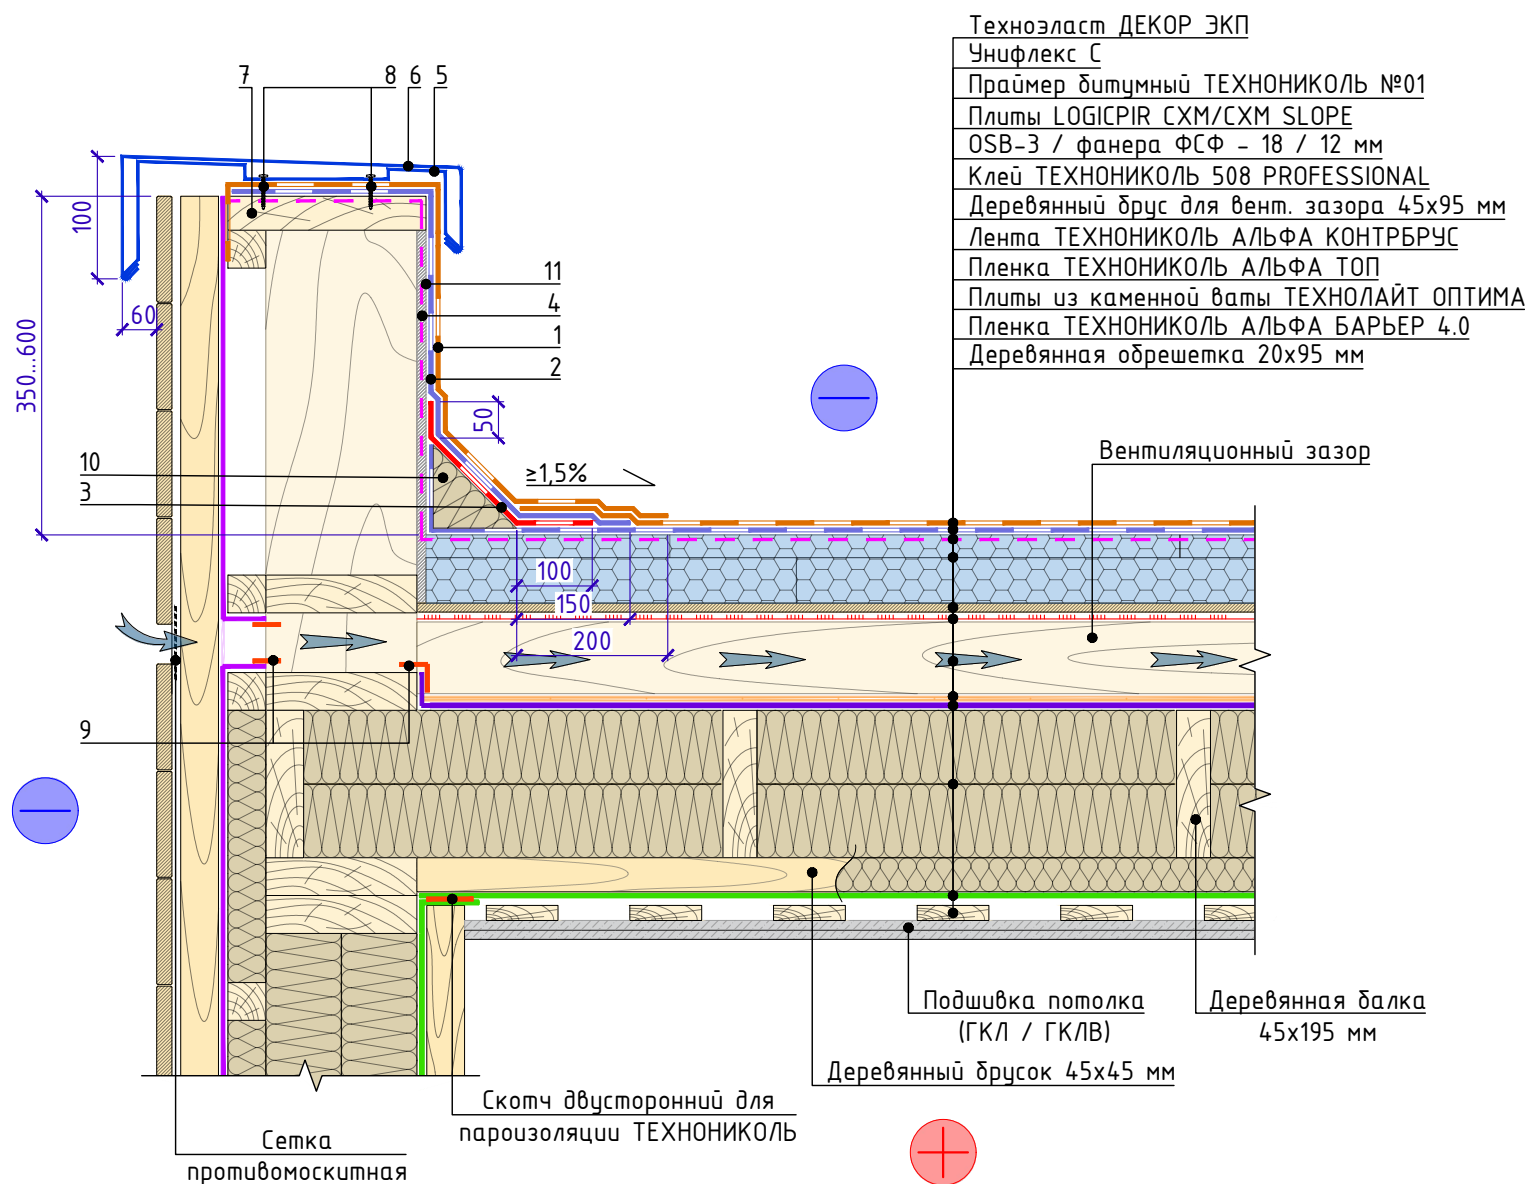 Техноэласт ДЕКОР ЭКП
Унифлекс С
Праймер битумный ТЕХНОНИКОЛЬ №01
Плиты LOGICPIR СХМ/СХМ SLOPE
OSB-3 / фанера ФСФ - 18 / 12 мм
Клей ТЕХНОНИКОЛЬ 508 PROFESSIONAL
Деревянный брус для вент. зазора 45х95 мм
Лента ТЕХНОНИКОЛЬ АЛЬФА КОНТРБРУС
Пленка ТЕХНОНИКОЛЬ АЛЬФА ТОП
Плиты из каменной ваты ТЕХНОЛАЙТ ОПТИМА
Пленка ТЕХНОНИКОЛЬ АЛЬФА БАРЬЕР 4.0
Деревянная обрешетка 20х95 мм
7
8
6
5
100
60
350...600
11
4
1
2
50
10
3
≥1,5%
Вентиляционный зазор
100
150
200
9
Подшивка потолка
(ГКЛ / ГКЛВ)
Деревянная балка
45х195 мм
Деревянный брусок 45х45 мм
Скотч двусторонний для
пароизоляции ТЕХНОНИКОЛЬ
Сетка
противомоскитная